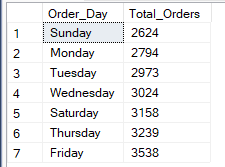 Order_Day Total_Orders
1 Sunday 2624
2 Monday 2794
3 Tuesday 2973
4 Wednesday 3024
5 Saturday 3158
6 Thursday 3239
7 Friday 3538